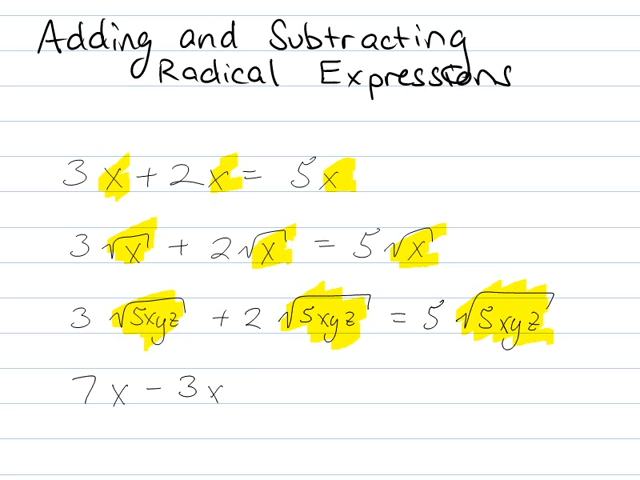 Adding and Subtracting
Radical Expressions
3x + 2x = 5x
3√x + 2√x = 5√x
3√5xyz + 2√5xyz = 5√5xyz
7x - 3x